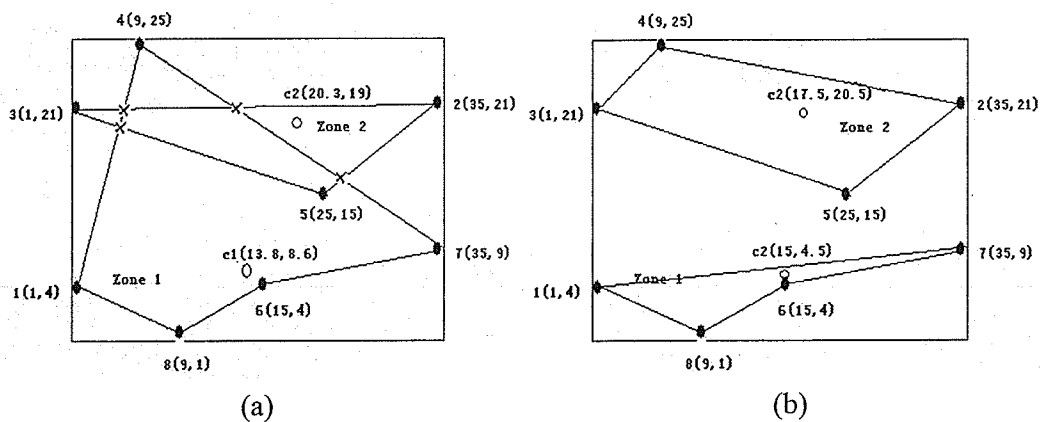 4(9,25)
c2(20.3,19)
3(1,21)
2(35,21)
Zone 2
5(25,15)
c1(13.8,8.6)
7(35,9)
Zone 1
1(1,4)
6(15,4)
8(9,1)
(a)
4(9,25)
c2(17.5,20.5)
3(1,21)
2(35,21)
Zone 2
5(25,15)
c2(15,4.5)
7(35,9)
Zone 1
1(1,4)
6(15,4)
8(9,1)
(b)